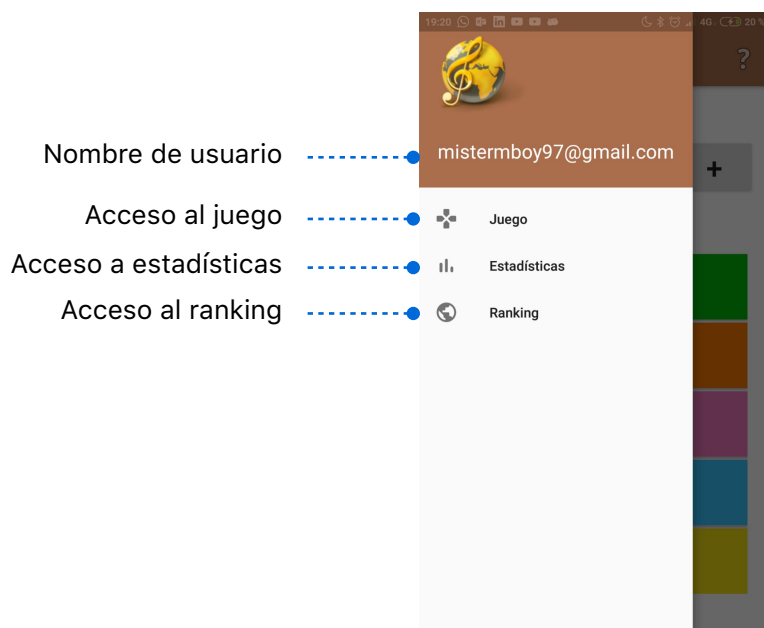 19:20 4G 20 %
?
Nombre de usuario mistermboy97@gmail.com
+
Acceso al juego Juego
Acceso a estadísticas Estadísticas
Acceso al ranking Ranking